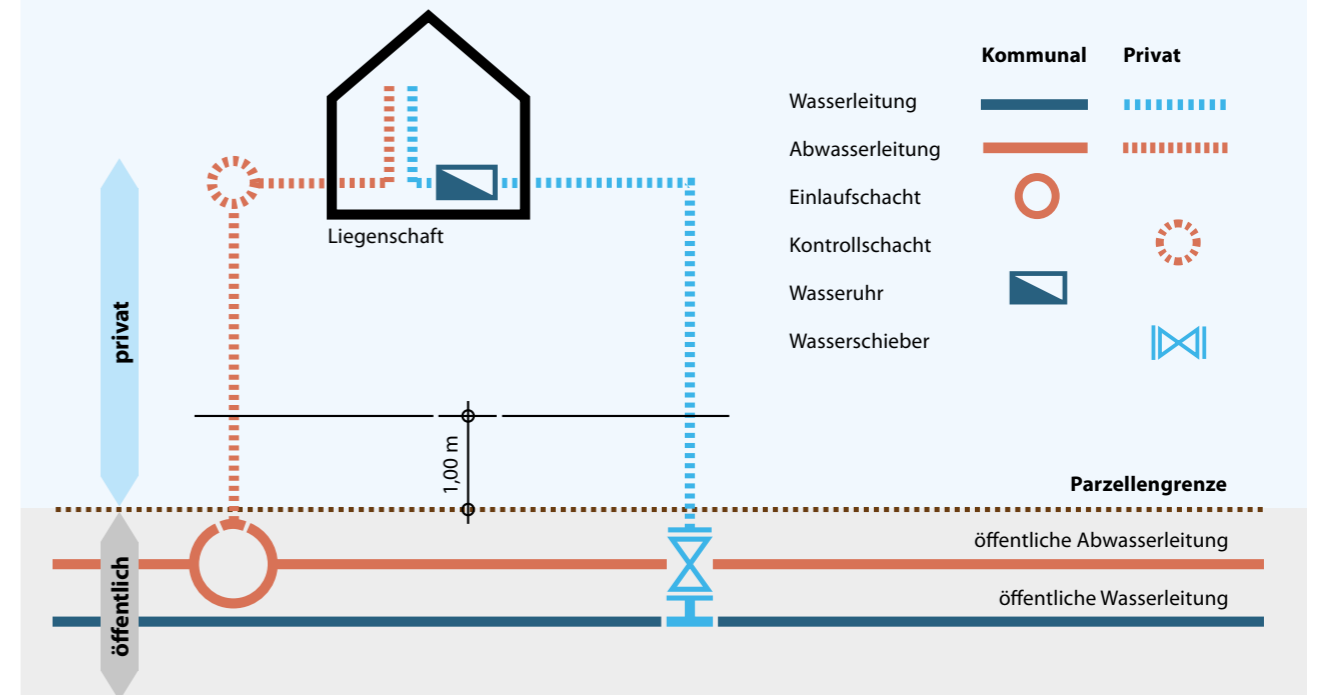 Kommunal Privat
Wasserleitung
Abwasserleitung
Einlaufschacht
Kontrollschacht
Wasseruhr
Wasserschieber
Liegenschaft
privat
1,00 m
Parzellengrenze
öffentliche Abwasserleitung
öffentliche Wasserleitung
öffentlich